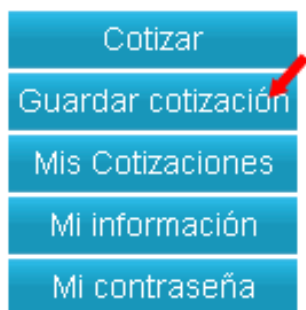 Cotizar
Guardar cotización
Mis Cotizaciones
Mi información
Mi contraseña